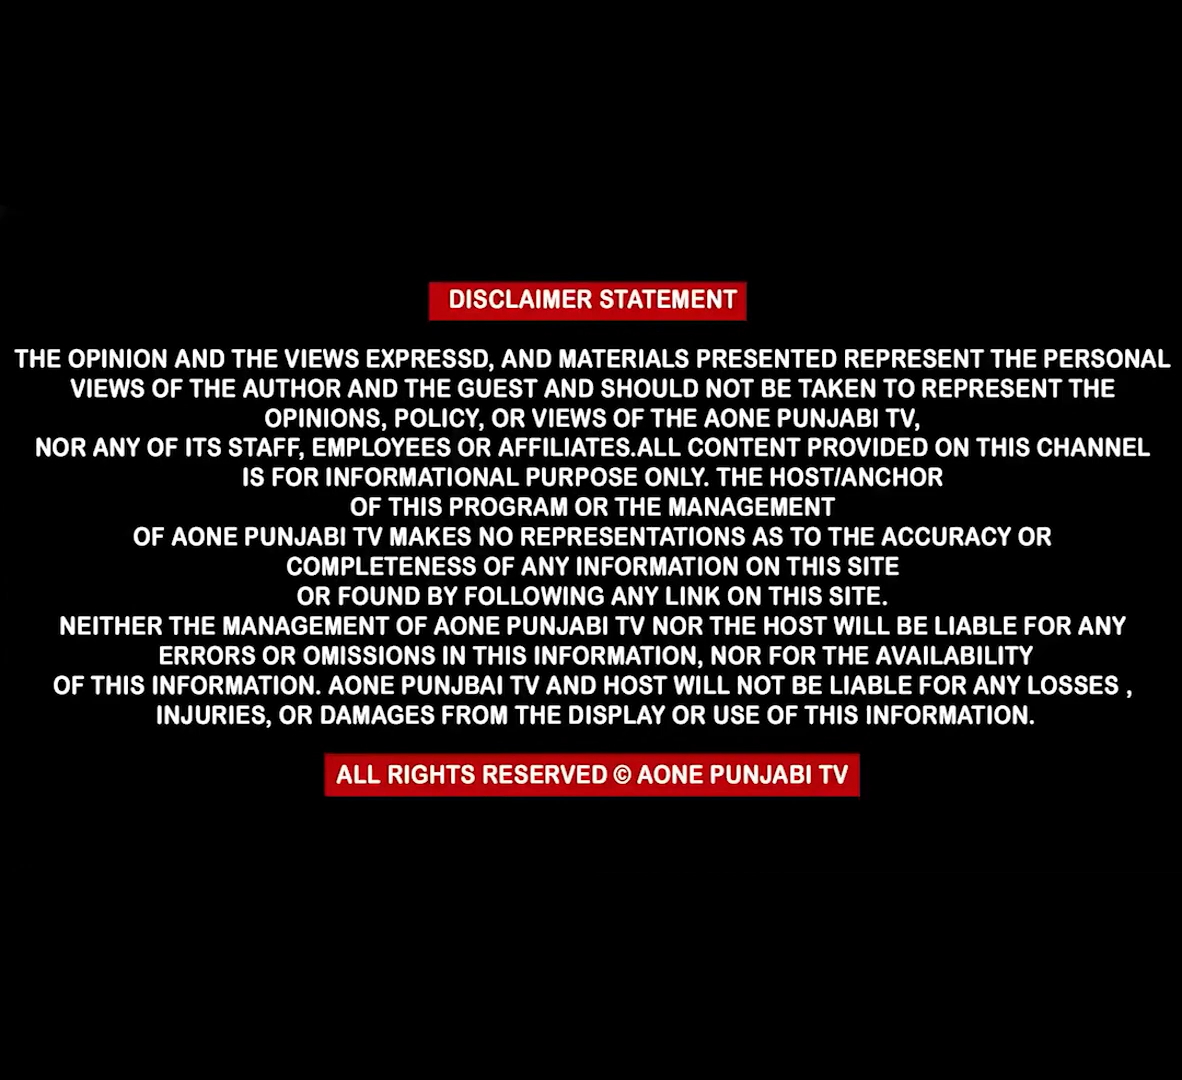 DISCLAIMER STATEMENT
THE OPINION AND THE VIEWS EXPRESSD, AND MATERIALS PRESENTED REPRESENT THE PERSONAL
VIEWS OF THE AUTHOR AND THE GUEST AND SHOULD NOT BE TAKEN TO REPRESENT THE
OPINIONS, POLICY, OR VIEWS OF THE AONE PUNJABI TV,
NOR ANY OF ITS STAFF, EMPLOYEES OR AFFILIATES.ALL CONTENT PROVIDED ON THIS CHANNEL
IS FOR INFORMATIONAL PURPOSE ONLY. THE HOST/ANCHOR
OF THIS PROGRAM OR THE MANAGEMENT
OF AONE PUNJABI TV MAKES NO REPRESENTATIONS AS TO THE ACCURACY OR
COMPLETENESS OF ANY INFORMATION ON THIS SITE
OR FOUND BY FOLLOWING ANY LINK ON THIS SITE.
NEITHER THE MANAGEMENT OF AONE PUNJABI TV NOR THE HOST WILL BE LIABLE FOR ANY
ERRORS OR OMISSIONS IN THIS INFORMATION, NOR FOR THE AVAILABILITY
OF THIS INFORMATION. AONE PUNJBAI TV AND HOST WILL NOT BE LIABLE FOR ANY LOSSES ,
INJURIES, OR DAMAGES FROM THE DISPLAY OR USE OF THIS INFORMATION.
ALL RIGHTS RESERVED © AONE PUNJABI TV